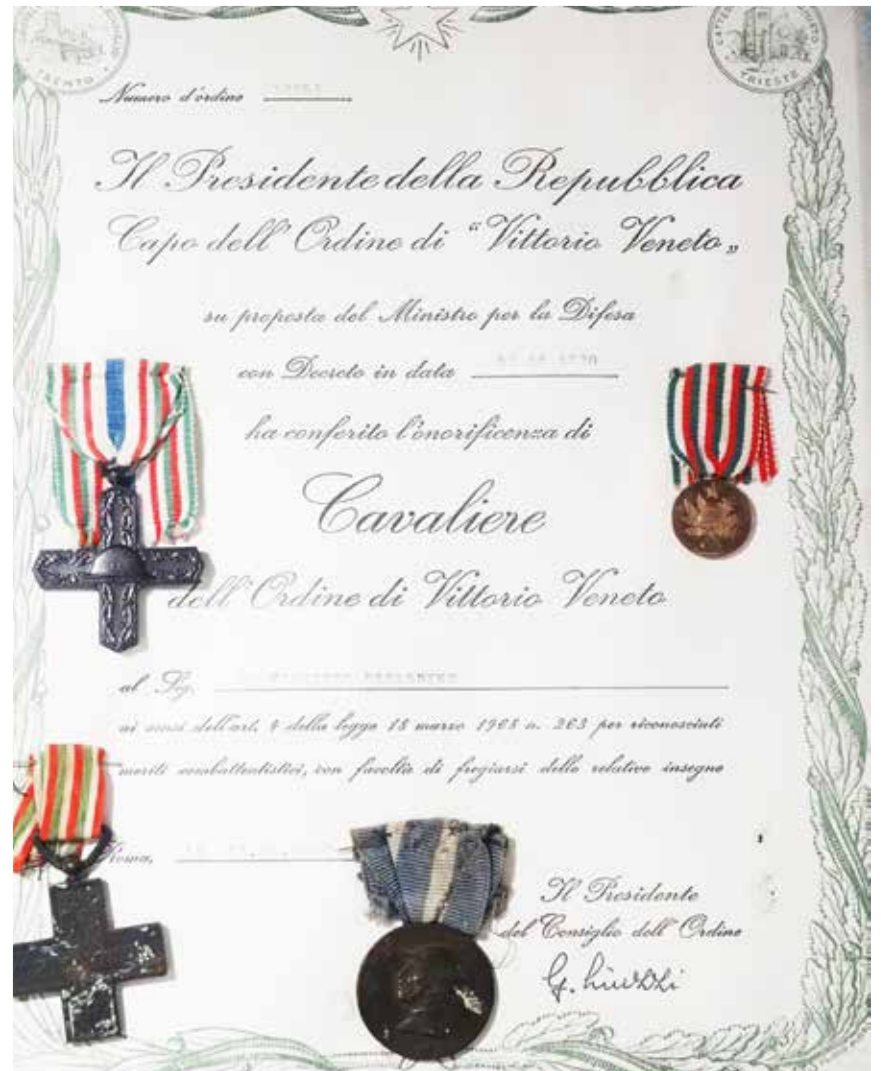 TRENTO
TRIESTE
Numero d'ordine
Il Presidente della Repubblica
Capo dell'Ordine di "Vittorio Veneto„
su proposta del Ministro per la Difesa
con Decreto in data
ha conferito l'onorificenza di
Cavaliere
dell'Ordine di Vittorio Veneto
al Sig.
ai sensi dell'art. 4 della legge 18 marzo 1968 n. 263 per riconosciuti
meriti combattentistici, con facoltà di fregiarsi delle relative insegne
Roma,
Il Presidente
del Consiglio dell'Ordine